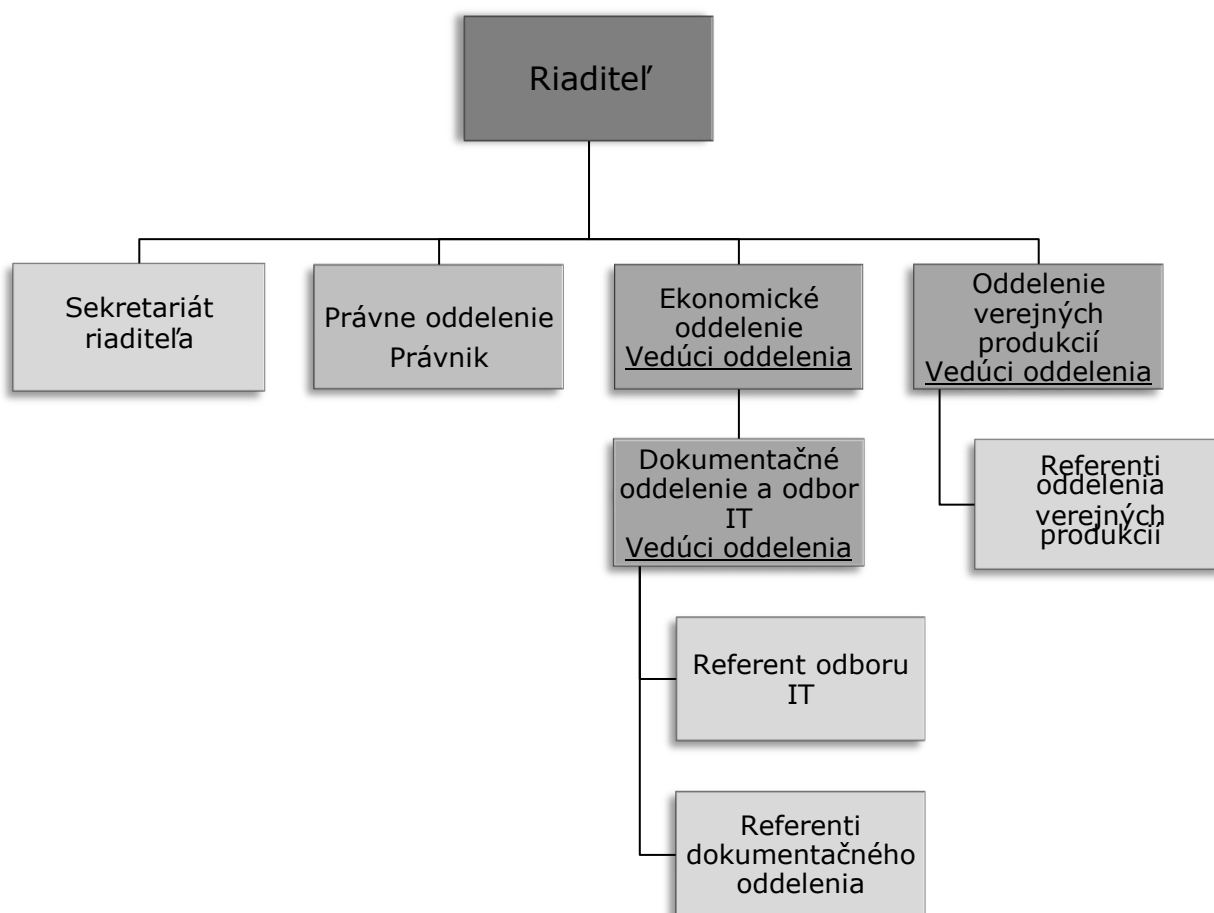 Riaditeľ
Sekretariát
riaditeľa
Právne oddelenie
Právnik
Ekonomické
oddelenie
Vedúci oddelenia
Oddelenie
verejných
produkcií
Vedúci oddelenia
Dokumentačné
oddelenie a odbor
IT
Vedúci oddelenia
Referenti
oddelenia
verejných
produkcií
Referent odboru
IT
Referenti
dokumentačného
oddelenia